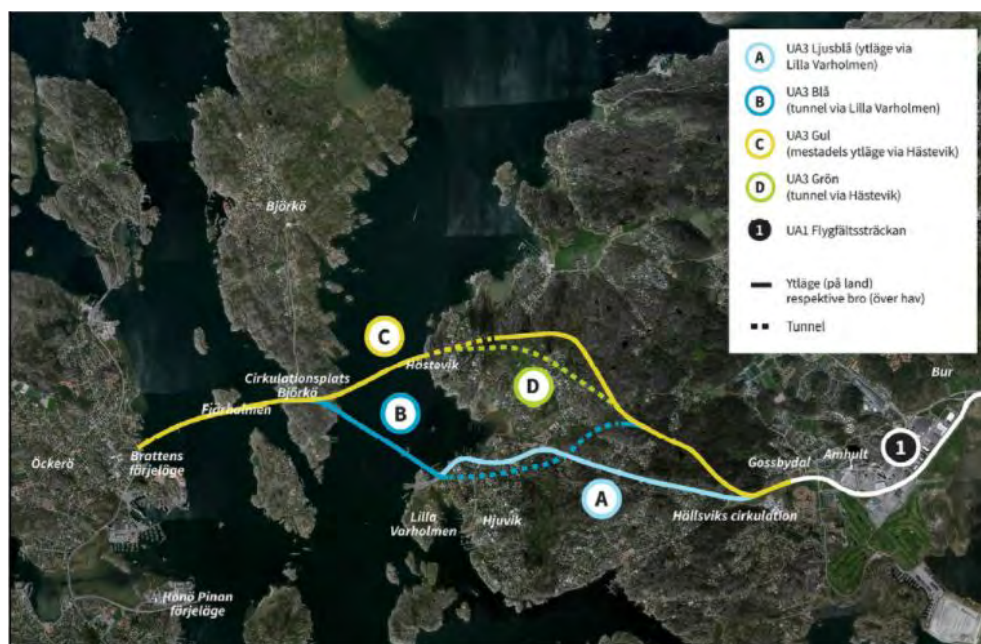 A
UA3 Ljusblå (ytläge via
Lilla Varholmen)
B
UA3 Blå
(tunnel via Lilla Varholmen)
C
UA3 Gul
(mestadels ytläge via Hästevik)
D
UA3 Grön
(tunnel via Hästevik)
1
UA1 Flygfältssträckan
Ytläge (på land)
respektive bro (över hav)
Tunnel
Björkö
C
Hästevik
Cirkulationsplats
Björkö
D
Bur
Fjärholmen
B
Öckerö
Brattens
färjeläge
Gossbydal
Amhult
1
A
Lilla
Varholmen
Hjuvik
Hällsviks cirkulation
Hönö Pinan
färjeläge